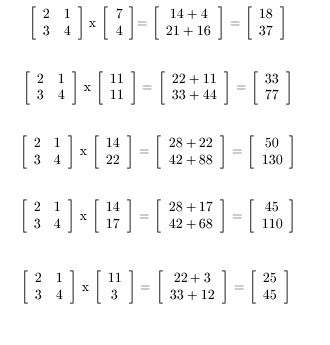 [ 2 1 ] x [ 7 ] = [ 14 + 4 ] = [ 18 ]
[ 3 4 ] [ 4 ] [ 21 + 16 ] [ 37 ]
[ 2 1 ] x [ 11 ] = [ 22 + 11 ] = [ 33 ]
[ 3 4 ] [ 11 ] [ 33 + 44 ] [ 77 ]
[ 2 1 ] x [ 14 ] = [ 28 + 22 ] = [ 50 ]
[ 3 4 ] [ 22 ] [ 42 + 88 ] [ 130 ]
[ 2 1 ] x [ 14 ] = [ 28 + 17 ] = [ 45 ]
[ 3 4 ] [ 17 ] [ 42 + 68 ] [ 110 ]
[ 2 1 ] x [ 11 ] = [ 22 + 3 ] = [ 25 ]
[ 3 4 ] [ 3 ] [ 33 + 12 ] [ 45 ]